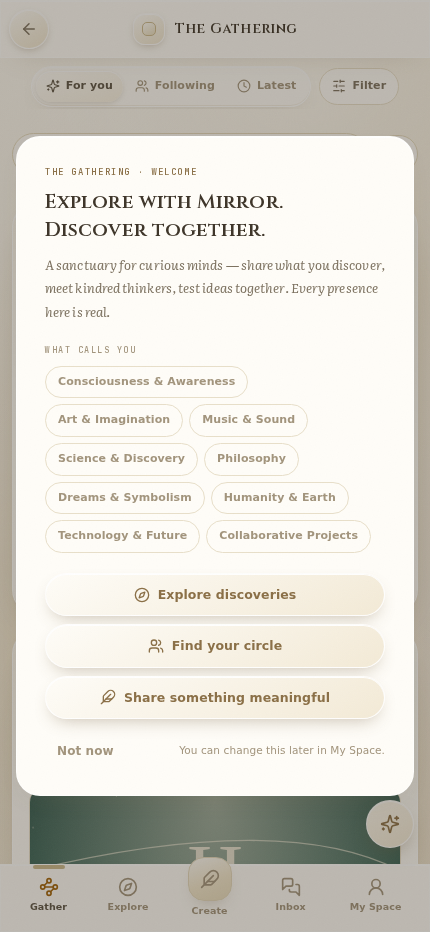 The Gathering
For you
Following
Latest
Filter
THE GATHERING · WELCOME
Explore with Mirror.
Discover together.
A sanctuary for curious minds — share what you discover,
meet kindred thinkers, test ideas together. Every presence
here is real.
WHAT CALLS YOU
Consciousness & Awareness
Art & Imagination
Music & Sound
Science & Discovery
Philosophy
Dreams & Symbolism
Humanity & Earth
Technology & Future
Collaborative Projects
Explore discoveries
Find your circle
Share something meaningful
Not now
You can change this later in My Space.
Gather
Explore
Create
Inbox
My Space